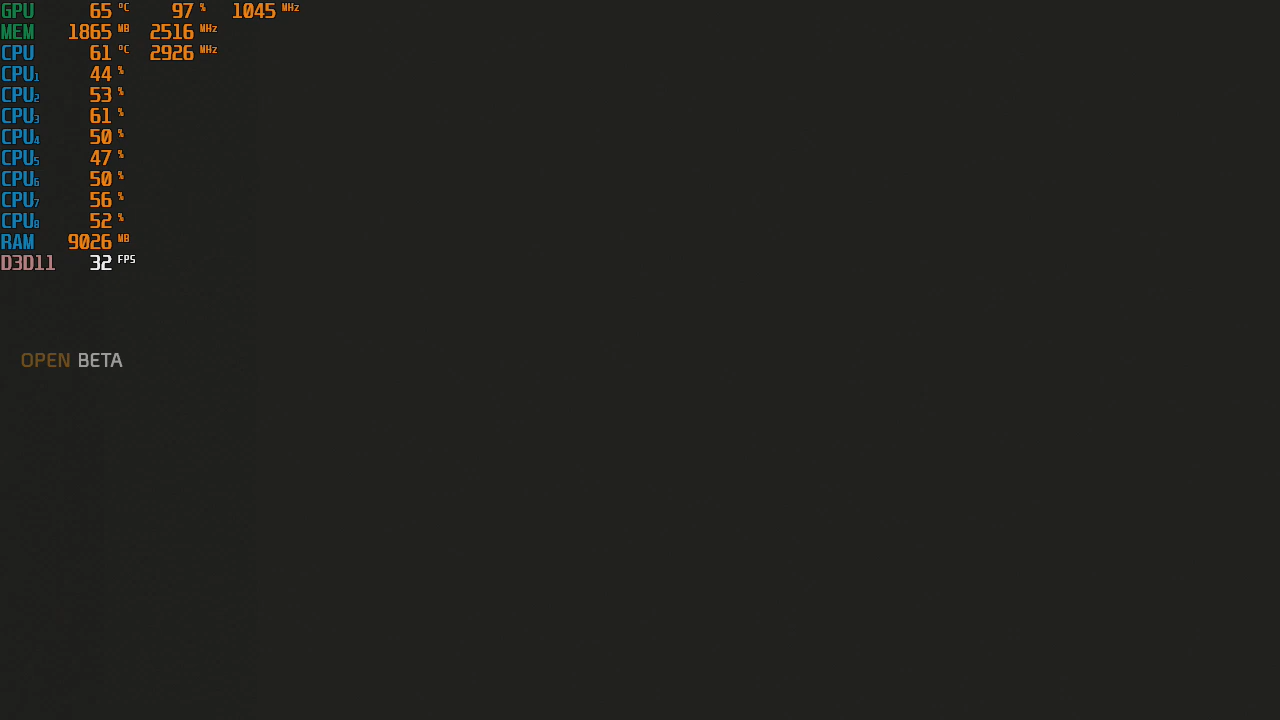 GPU 65 °C 97 % 1045 MHz
MEM 1865 MB 2516 MHz
CPU 61 °C 2926 MHz
CPU1 44 %
CPU2 53 %
CPU3 61 %
CPU4 50 %
CPU5 47 %
CPU6 50 %
CPU7 56 %
CPU8 52 %
RAM 9026 MB
D3D11 32 FPS
OPEN BETA